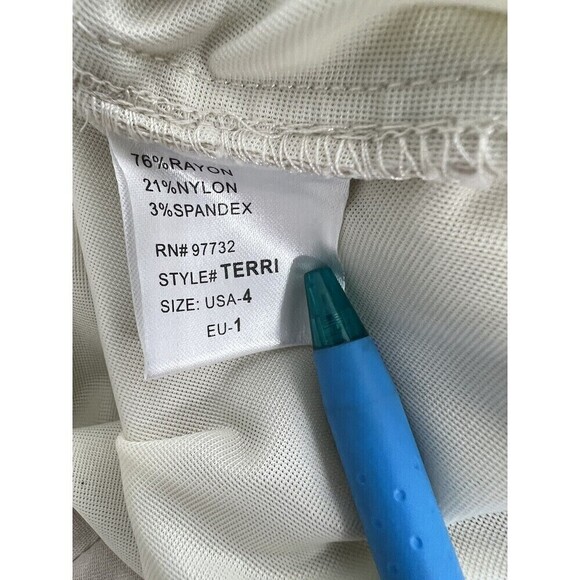 76%RAYON
21%NYLON
3%SPANDEX
RN# 97732
STYLE# TERRI
SIZE: USA-4
EU-1